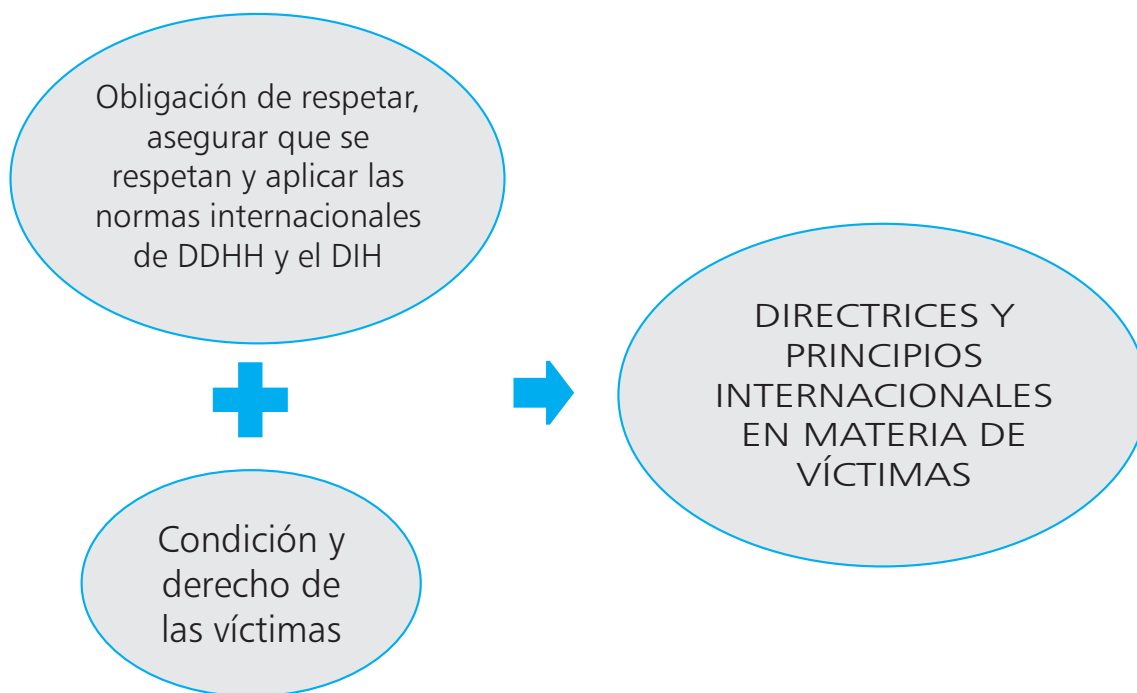 Obligación de respetar,
asegurar que se
respetan y aplicar las
normas internacionales
de DDHH y el DIH
Condición y
derecho de
las víctimas
DIRECTRICES Y
PRINCIPIOS
INTERNACIONALES
EN MATERIA DE
VÍCTIMAS